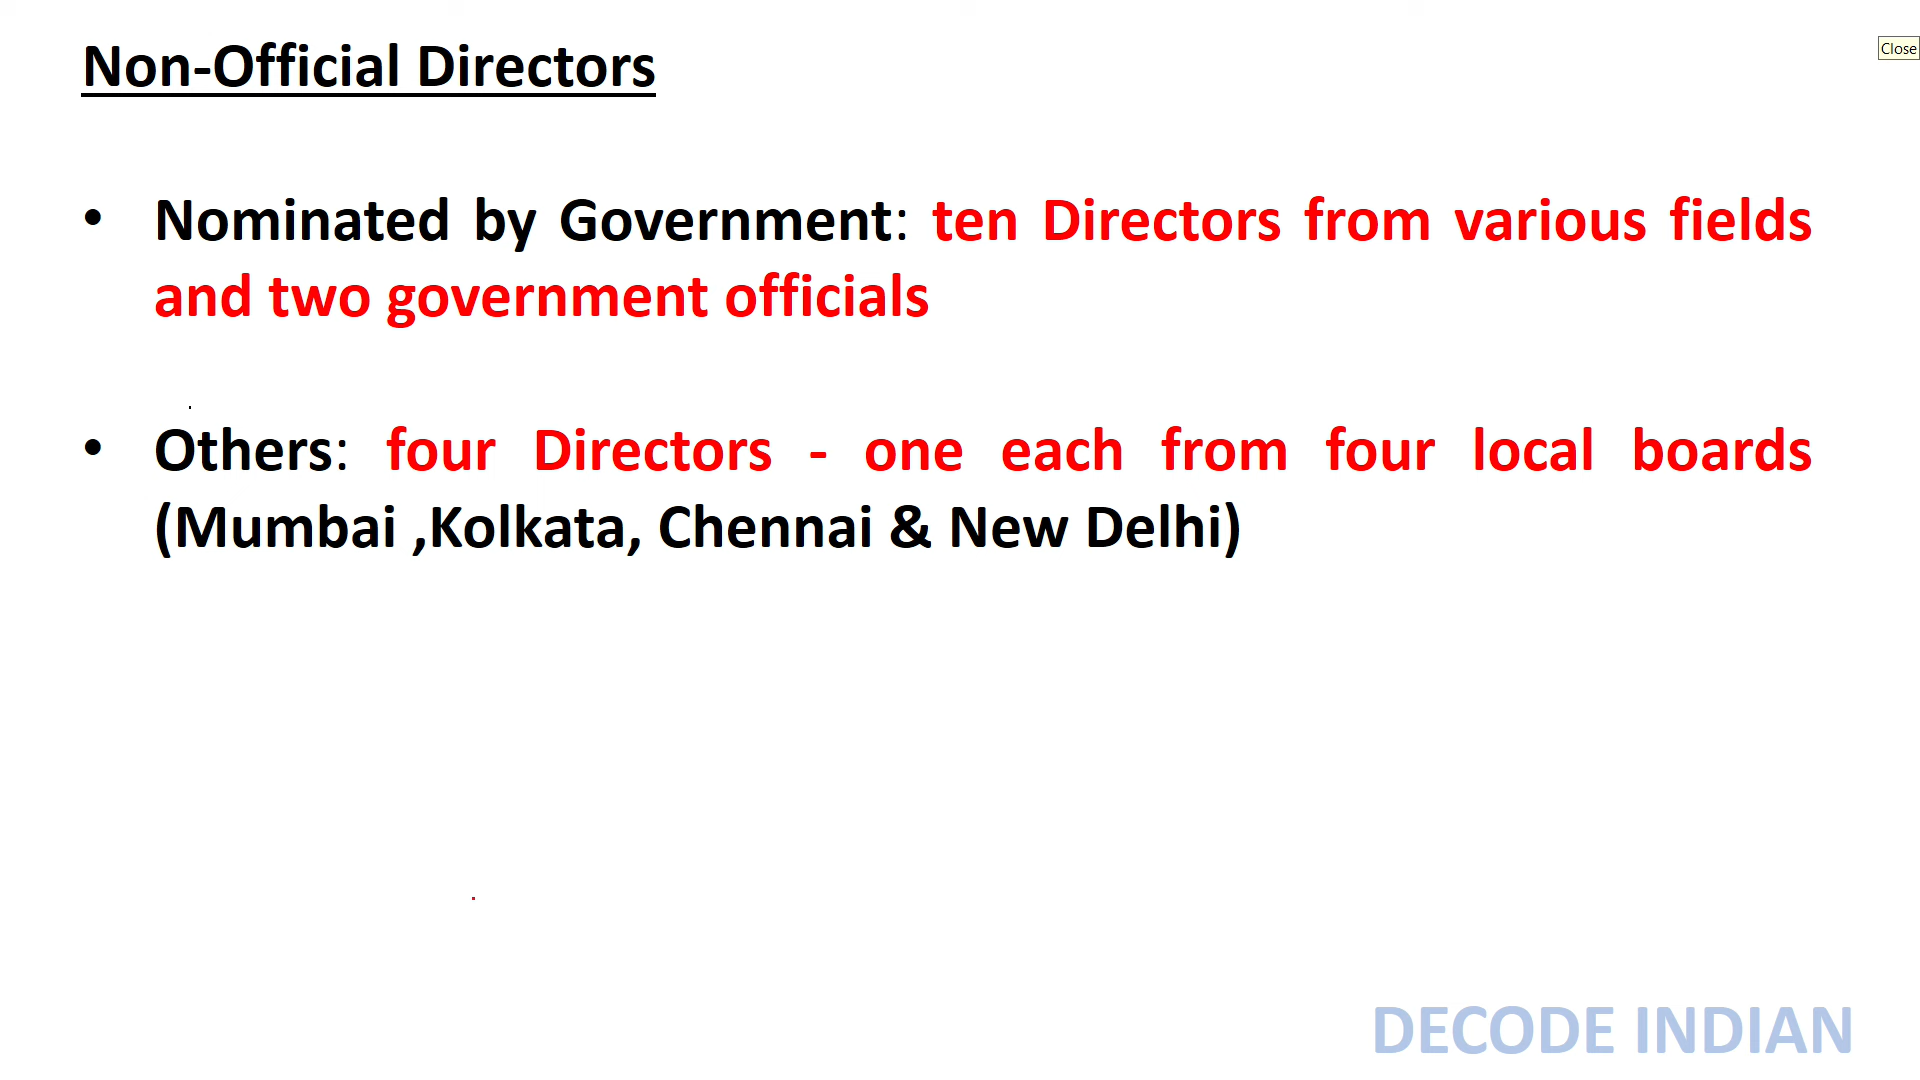 Non-Official Directors
Close
• Nominated by Government: ten Directors from various fields
and two government officials
• Others: four Directors - one each from four local boards
(Mumbai ,Kolkata, Chennai & New Delhi)
DECODE INDIAN